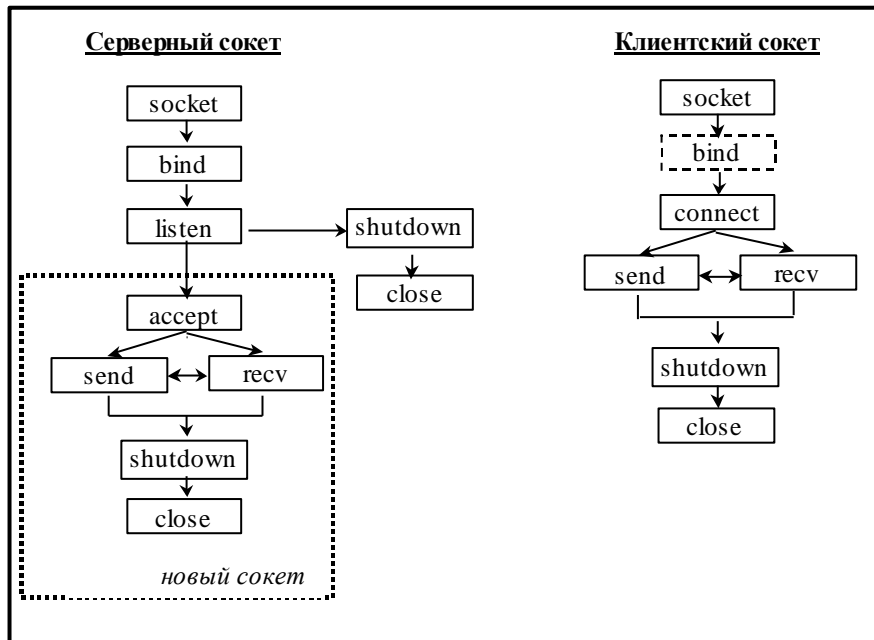 Серверный сокет
socket
bind
listen
shutdown
close
accept
send
recv
shutdown
close
новый сокет
Клиентский сокет
socket
bind
connect
send
recv
shutdown
close